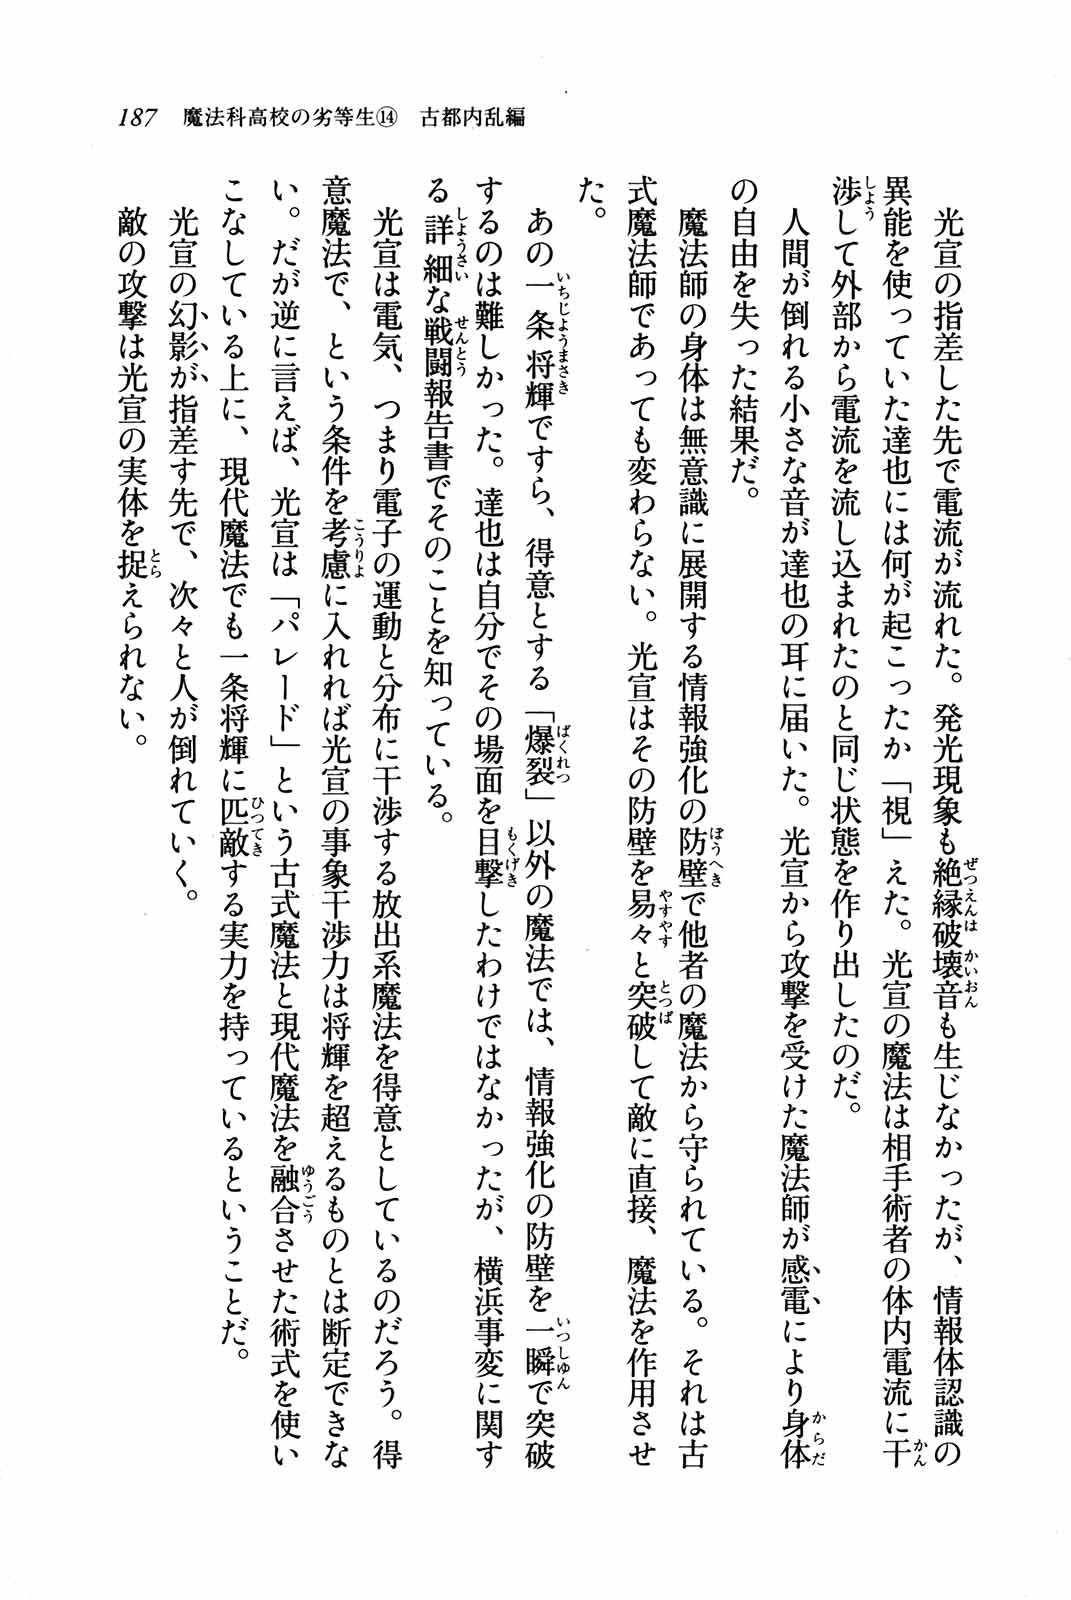 187 魔法科高校の劣等生⑭ 古都内乱編
光宣の指差した先で電流が流れた。発光現象も絶縁破壊音も生じなかったが、情報体認識の
異能を使っていた達也には何が起こったか「視」えた。光宣の魔法は相手術者の体内電流に干
渉して外部から電流を流し込まれたのと同じ状態を作り出したのだ。
人間が倒れる小さな音が達也の耳に届いた。光宣から攻撃を受けた魔法師が感電により身体
の自由を失った結果だ。
魔法師の身体は無意識に展開する情報強化の防壁で他者の魔法から守られている。それは古
式魔法師であっても変わらない。光宣はその防壁を易々と突破して敵に直接、魔法を作用させ
た。
あの一条将輝ですら、得意とする「爆裂」以外の魔法では、情報強化の防壁を一瞬で突破
するのは難しかった。達也は自分でその場面を目撃したわけではなかったが、横浜事変に関す
る詳細な戦闘報告書でそのことを知っている。
光宣は電気、つまり電子の運動と分布に干渉する放出系魔法を得意としているのだろう。得
意魔法で、という条件を考慮に入れれば光宣の事象干渉力は将輝を超えるものとは断定できな
い。だが逆に言えば、光宣は「パレード」という古式魔法と現代魔法を融合させた術式を使い
こなしている上に、現代魔法でも一条将輝に匹敵する実力を持っているということだ。
光宣の幻影が指差す先で、次々と人が倒れていく。
敵の攻撃は光宣の実体を捉えられない。